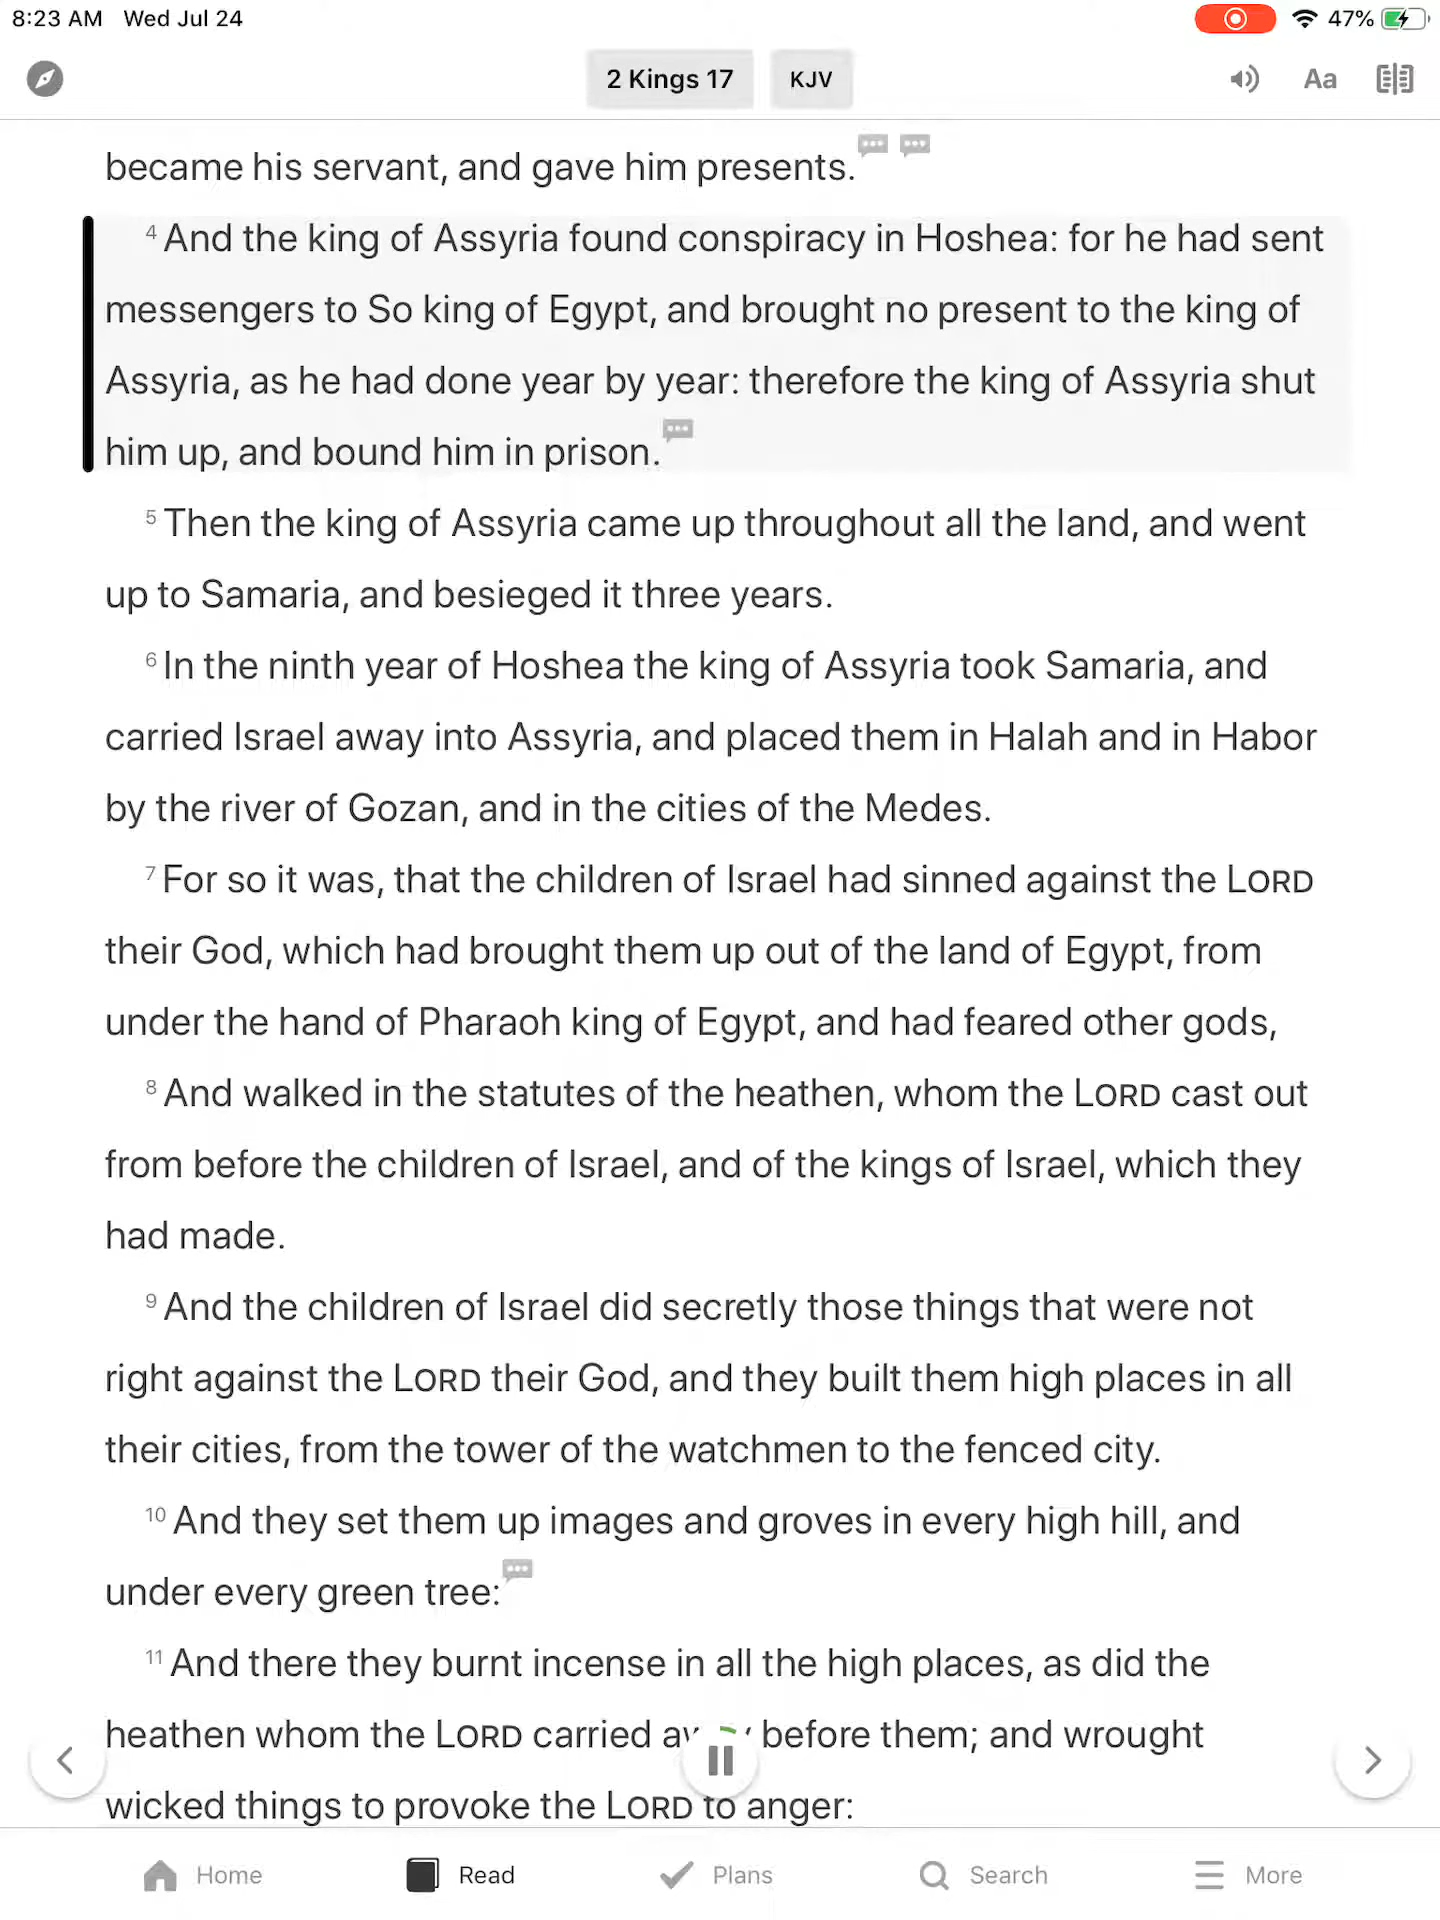 8:23 AM Wed Jul 24
47%
2 Kings 17
KJV
Aa
became his servant, and gave him presents.
4 And the king of Assyria found conspiracy in Hoshea: for he had sent
messengers to So king of Egypt, and brought no present to the king of
Assyria, as he had done year by year: therefore the king of Assyria shut
him up, and bound him in prison.
5 Then the king of Assyria came up throughout all the land, and went
up to Samaria, and besieged it three years.
6 In the ninth year of Hoshea the king of Assyria took Samaria, and
carried Israel away into Assyria, and placed them in Halah and in Habor
by the river of Gozan, and in the cities of the Medes.
7 For so it was, that the children of Israel had sinned against the LORD
their God, which had brought them up out of the land of Egypt, from
under the hand of Pharaoh king of Egypt, and had feared other gods,
8 And walked in the statutes of the heathen, whom the LORD cast out
from before the children of Israel, and of the kings of Israel, which they
had made.
9 And the children of Israel did secretly those things that were not
right against the LORD their God, and they built them high places in all
their cities, from the tower of the watchmen to the fenced city.
10 And they set them up images and groves in every high hill, and
under every green tree:
11 And there they burnt incense in all the high places, as did the
heathen whom the LORD carried before them; and wrought
wicked things to provoke the LORD to anger:
Home
Read
Plans
Search
More